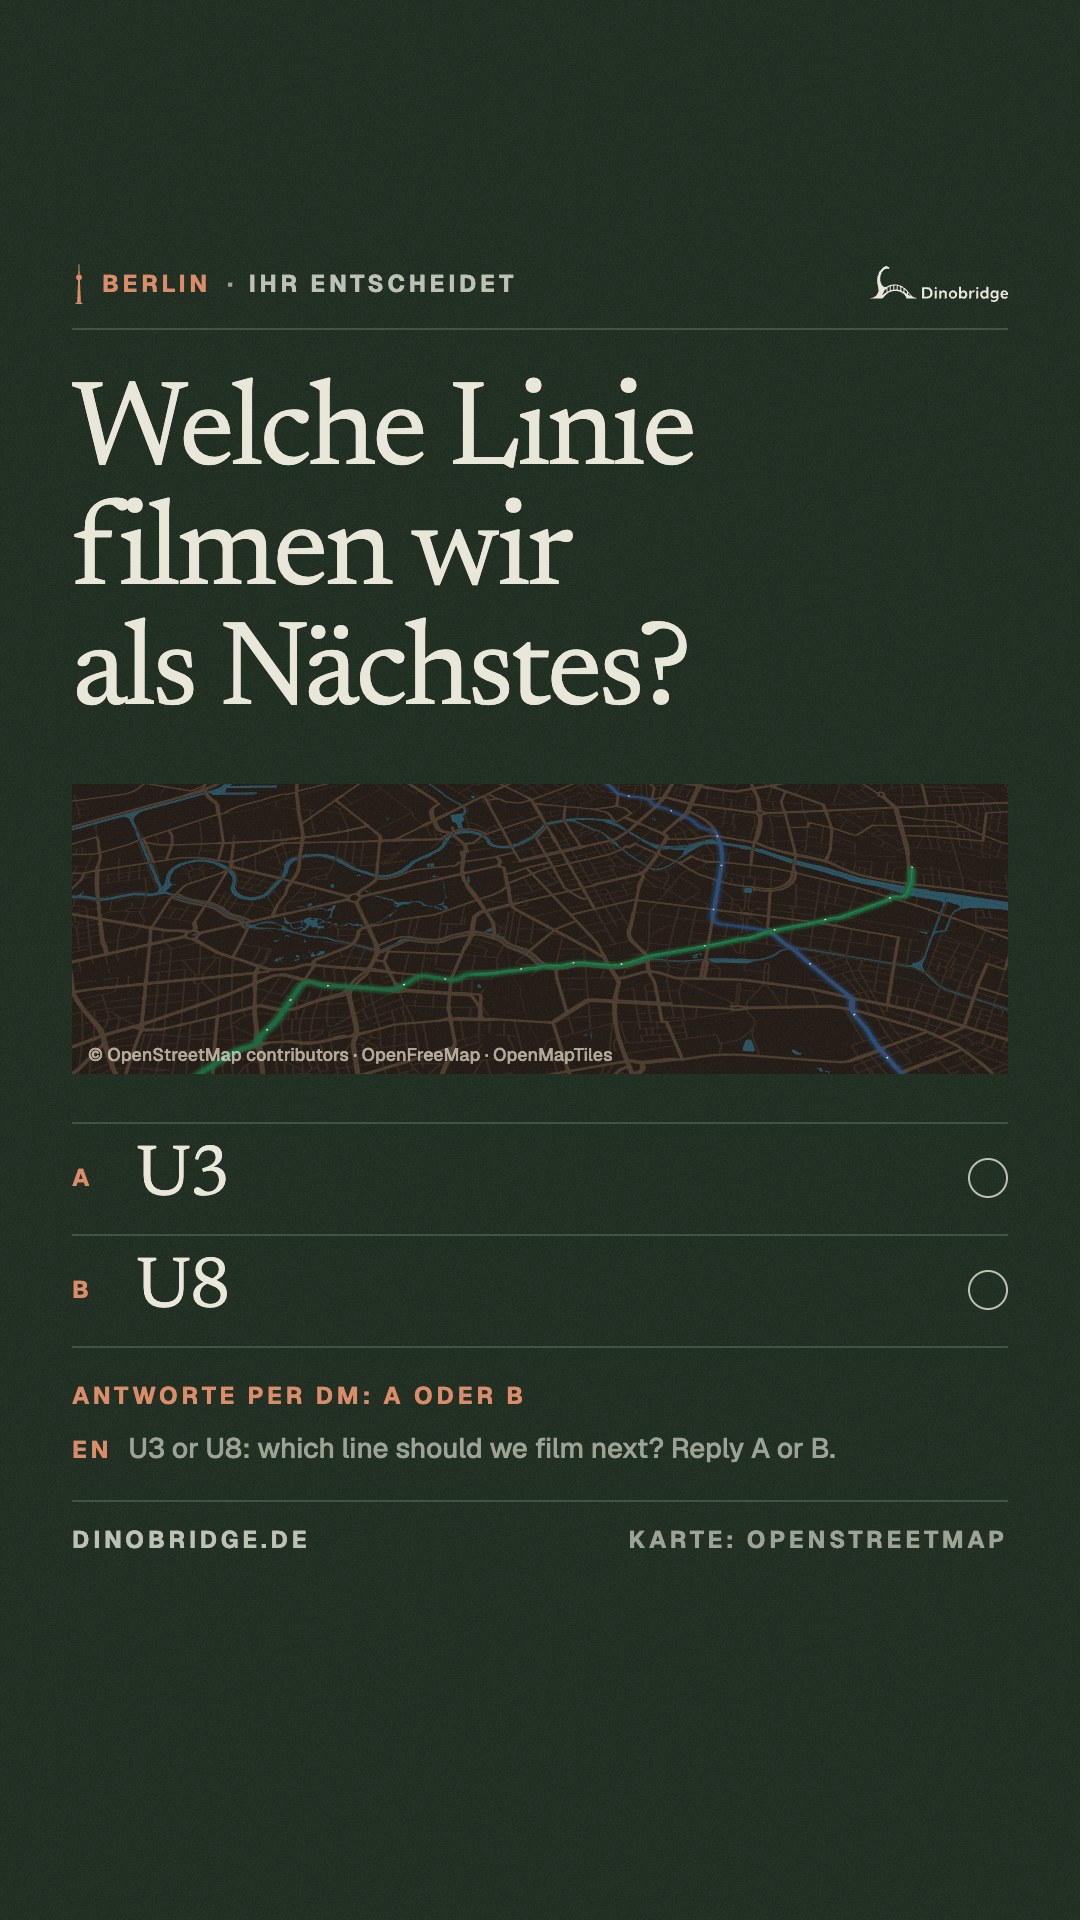 BERLIN · IHR ENTSCHEIDET
Dinobridge
Welche Linie
filmen wir
als Nächstes?
© OpenStreetMap contributors · OpenFreeMap · OpenMapTiles
A U3
B U8
ANTWORTE PER DM: A ODER B
EN U3 or U8: which line should we film next? Reply A or B.
DINOBRIDGE.DE
KARTE: OPENSTREETMAP